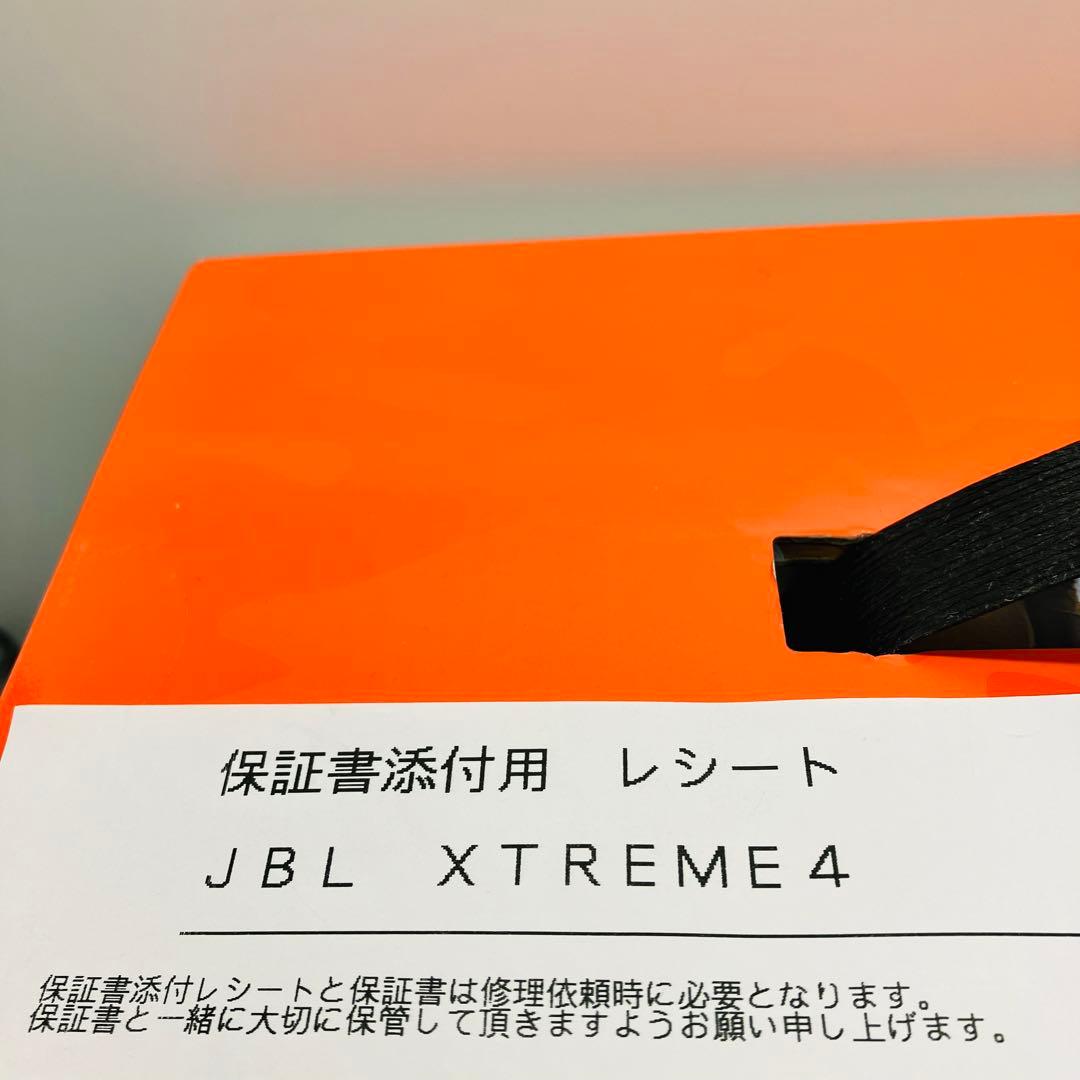 保証書添付用　レシート
ＪＢＬ　ＸＴＲＥＭＥ４
保証書添付レシートと保証書は修理依頼時に必要となります。
保証書と一緒に大切に保管して頂きますようお願い申し上げます。